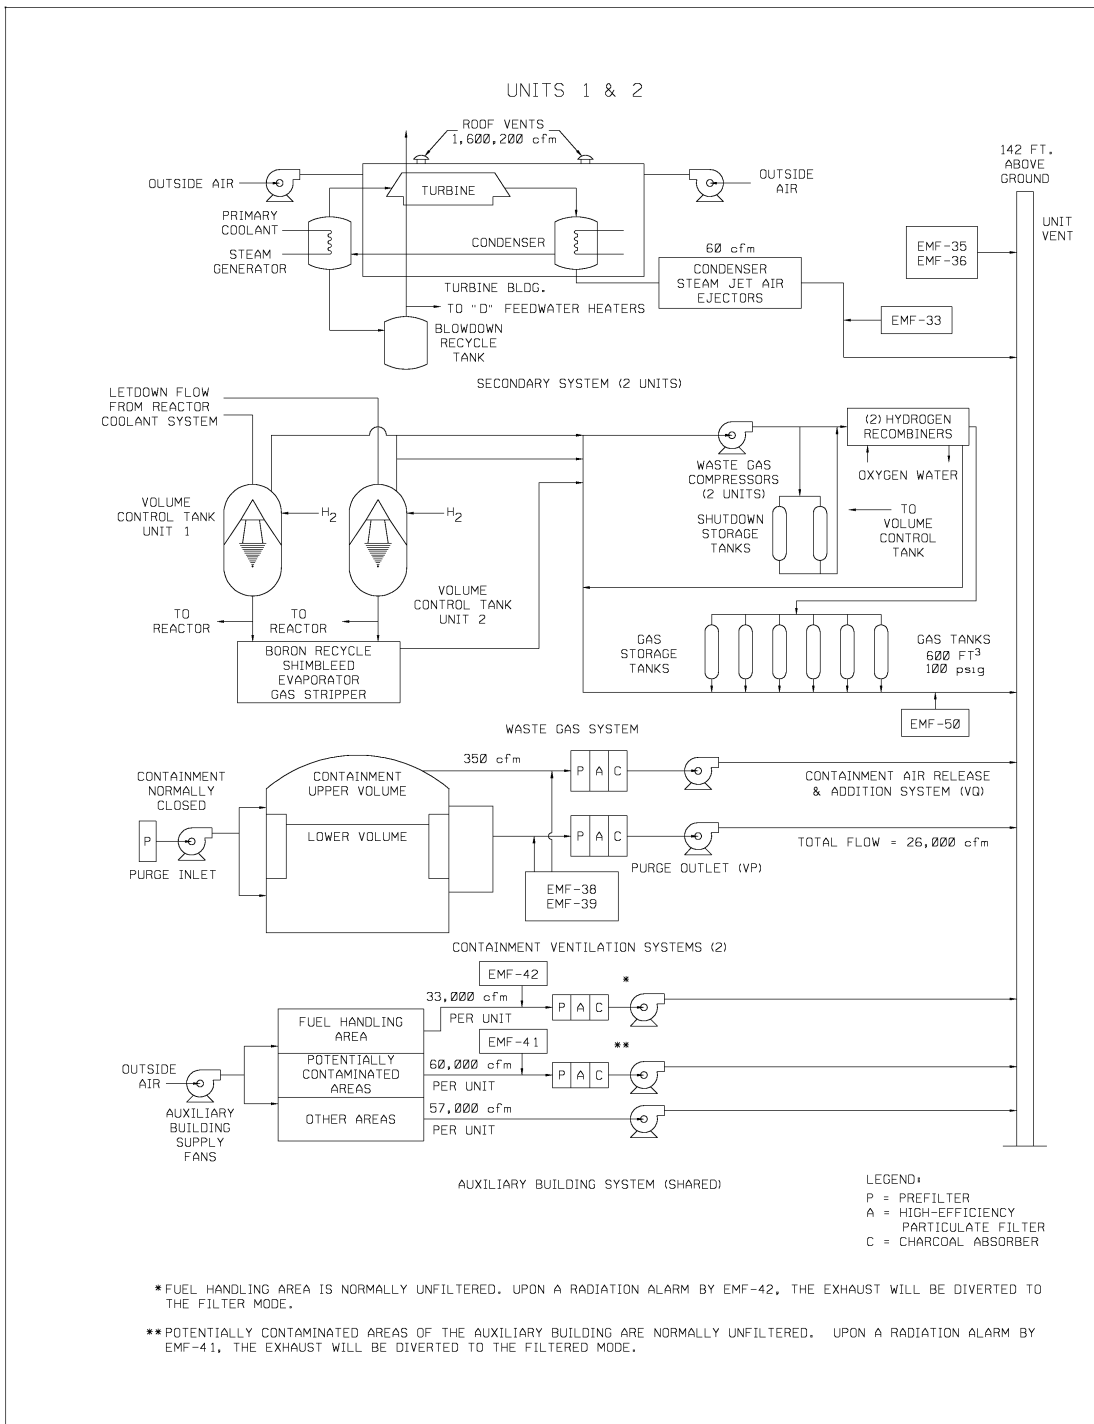 UNITS 1 & 2
ROOF VENTS
1,600,200 cfm
142 FT.
ABOVE
GROUND
OUTSIDE AIR
TURBINE
OUTSIDE
AIR
PRIMARY
COOLANT
STEAM
GENERATOR
CONDENSER
60 cfm
CONDENSER
STEAM JET AIR
EJECTORS
EMF-35
EMF-36
UNIT
VENT
TURBINE BLDG.
TO "D" FEEDWATER HEATERS
EMF-33
BLOWDOWN
RECYCLE
TANK
SECONDARY SYSTEM (2 UNITS)
LETDOWN FLOW
FROM REACTOR
COOLANT SYSTEM
(2) HYDROGEN
RECOMBINERS
WASTE GAS
COMPRESSORS
(2 UNITS)
OXYGEN WATER
VOLUME
CONTROL TANK
UNIT 1
H2
H2
SHUTDOWN
STORAGE
TANKS
TO
VOLUME
CONTROL
TANK
VOLUME
CONTROL TANK
UNIT 2
TO
REACTOR
TO
REACTOR
BORON RECYCLE
SHIMBLEED
EVAPORATOR
GAS STRIPPER
GAS
STORAGE
TANKS
GAS TANKS
600 FT3
100 psig
EMF-50
WASTE GAS SYSTEM
CONTAINMENT
NORMALLY
CLOSED
CONTAINMENT
UPPER VOLUME
350 cfm
P A C
CONTAINMENT AIR RELEASE
& ADDITION SYSTEM (VQ)
P
LOWER VOLUME
P A C
TOTAL FLOW = 26,000 cfm
PURGE INLET
PURGE OUTLET (VP)
EMF-38
EMF-39
CONTAINMENT VENTILATION SYSTEMS (2)
EMF-42
33,000 cfm
PER UNIT
P A C
*
FUEL HANDLING
AREA
EMF-41
**
POTENTIALLY
CONTAMINATED
AREAS
60,000 cfm
PER UNIT
P A C
OUTSIDE
AIR
OTHER AREAS
57,000 cfm
PER UNIT
AUXILIARY
BUILDING
SUPPLY
FANS
AUXILIARY BUILDING SYSTEM (SHARED)
LEGEND:
P = PREFILTER
A = HIGH-EFFICIENCY
PARTICULATE FILTER
C = CHARCOAL ABSORBER
* FUEL HANDLING AREA IS NORMALLY UNFILTERED. UPON A RADIATION ALARM BY EMF-42, THE EXHAUST WILL BE DIVERTED TO
THE FILTER MODE.
** POTENTIALLY CONTAMINATED AREAS OF THE AUXILIARY BUILDING ARE NORMALLY UNFILTERED. UPON A RADIATION ALARM BY
EMF-41, THE EXHAUST WILL BE DIVERTED TO THE FILTERED MODE.